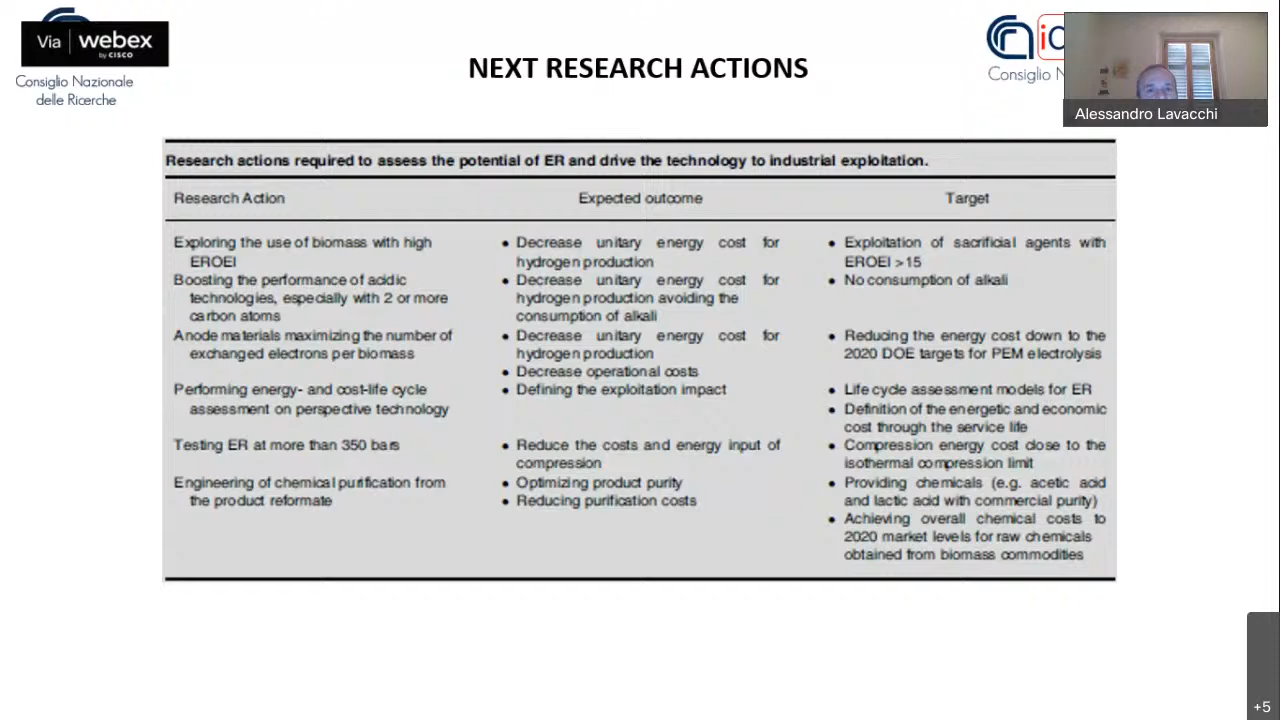 Via webex
by CISCO
Consiglio Nazionale
delle Ricerche
NEXT RESEARCH ACTIONS
Consiglio N
Alessandro Lavacchi
Research actions required to assess the potential of ER and drive the technology to industrial exploitation.
Research Action Expected outcome Target
Exploring the use of biomass with high
EROEI
• Decrease unitary energy cost for
hydrogen production
• Exploitation of sacrificial agents with
EROEI >15
Boosting the performance of acidic
technologies, especially with 2 or more
carbon atoms
• Decrease unitary energy cost for
hydrogen production avoiding the
consumption of alkali
• No consumption of alkali
Anode materials maximizing the number of
exchanged electrons per biomass
• Decrease unitary energy cost for
hydrogen production
• Decrease operational costs
• Reducing the energy cost down to the
2020 DOE targets for PEM electrolysis
Performing energy- and cost-life cycle
assessment on perspective technology
• Defining the exploitation impact
• Life cycle assessment models for ER
• Definition of the energetic and economic
cost through the service life
Testing ER at more than 350 bars
• Reduce the costs and energy input of
compression
• Compression energy cost close to the
isothermal compression limit
Engineering of chemical purification from
the product reformate
• Optimizing product purity
• Reducing purification costs
• Providing chemicals (e.g. acetic acid
and lactic acid with commercial purity)
• Achieving overall chemical costs to
2020 market levels for raw chemicals
obtained from biomass commodities
+5